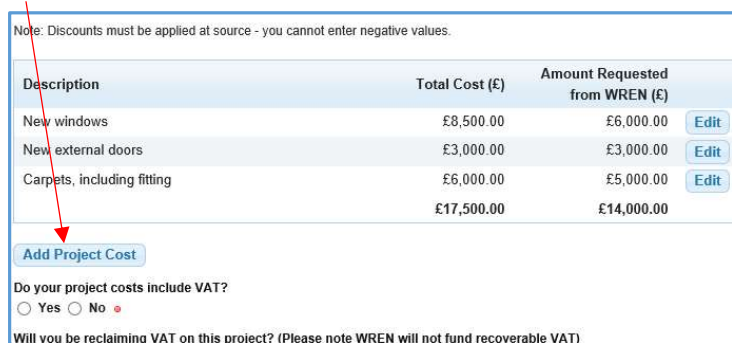 Note: Discounts must be applied at source - you cannot enter negative values.
Description Total Cost (£) Amount Requested from WREN (£)
New windows £8,500.00 £6,000.00 Edit
New external doors £3,000.00 £3,000.00 Edit
Carpets, including fitting £6,000.00 £5,000.00 Edit
£17,500.00 £14,000.00
Add Project Cost
Do your project costs include VAT?
Yes No
Will you be reclaiming VAT on this project? (Please note WREN will not fund recoverable VAT)